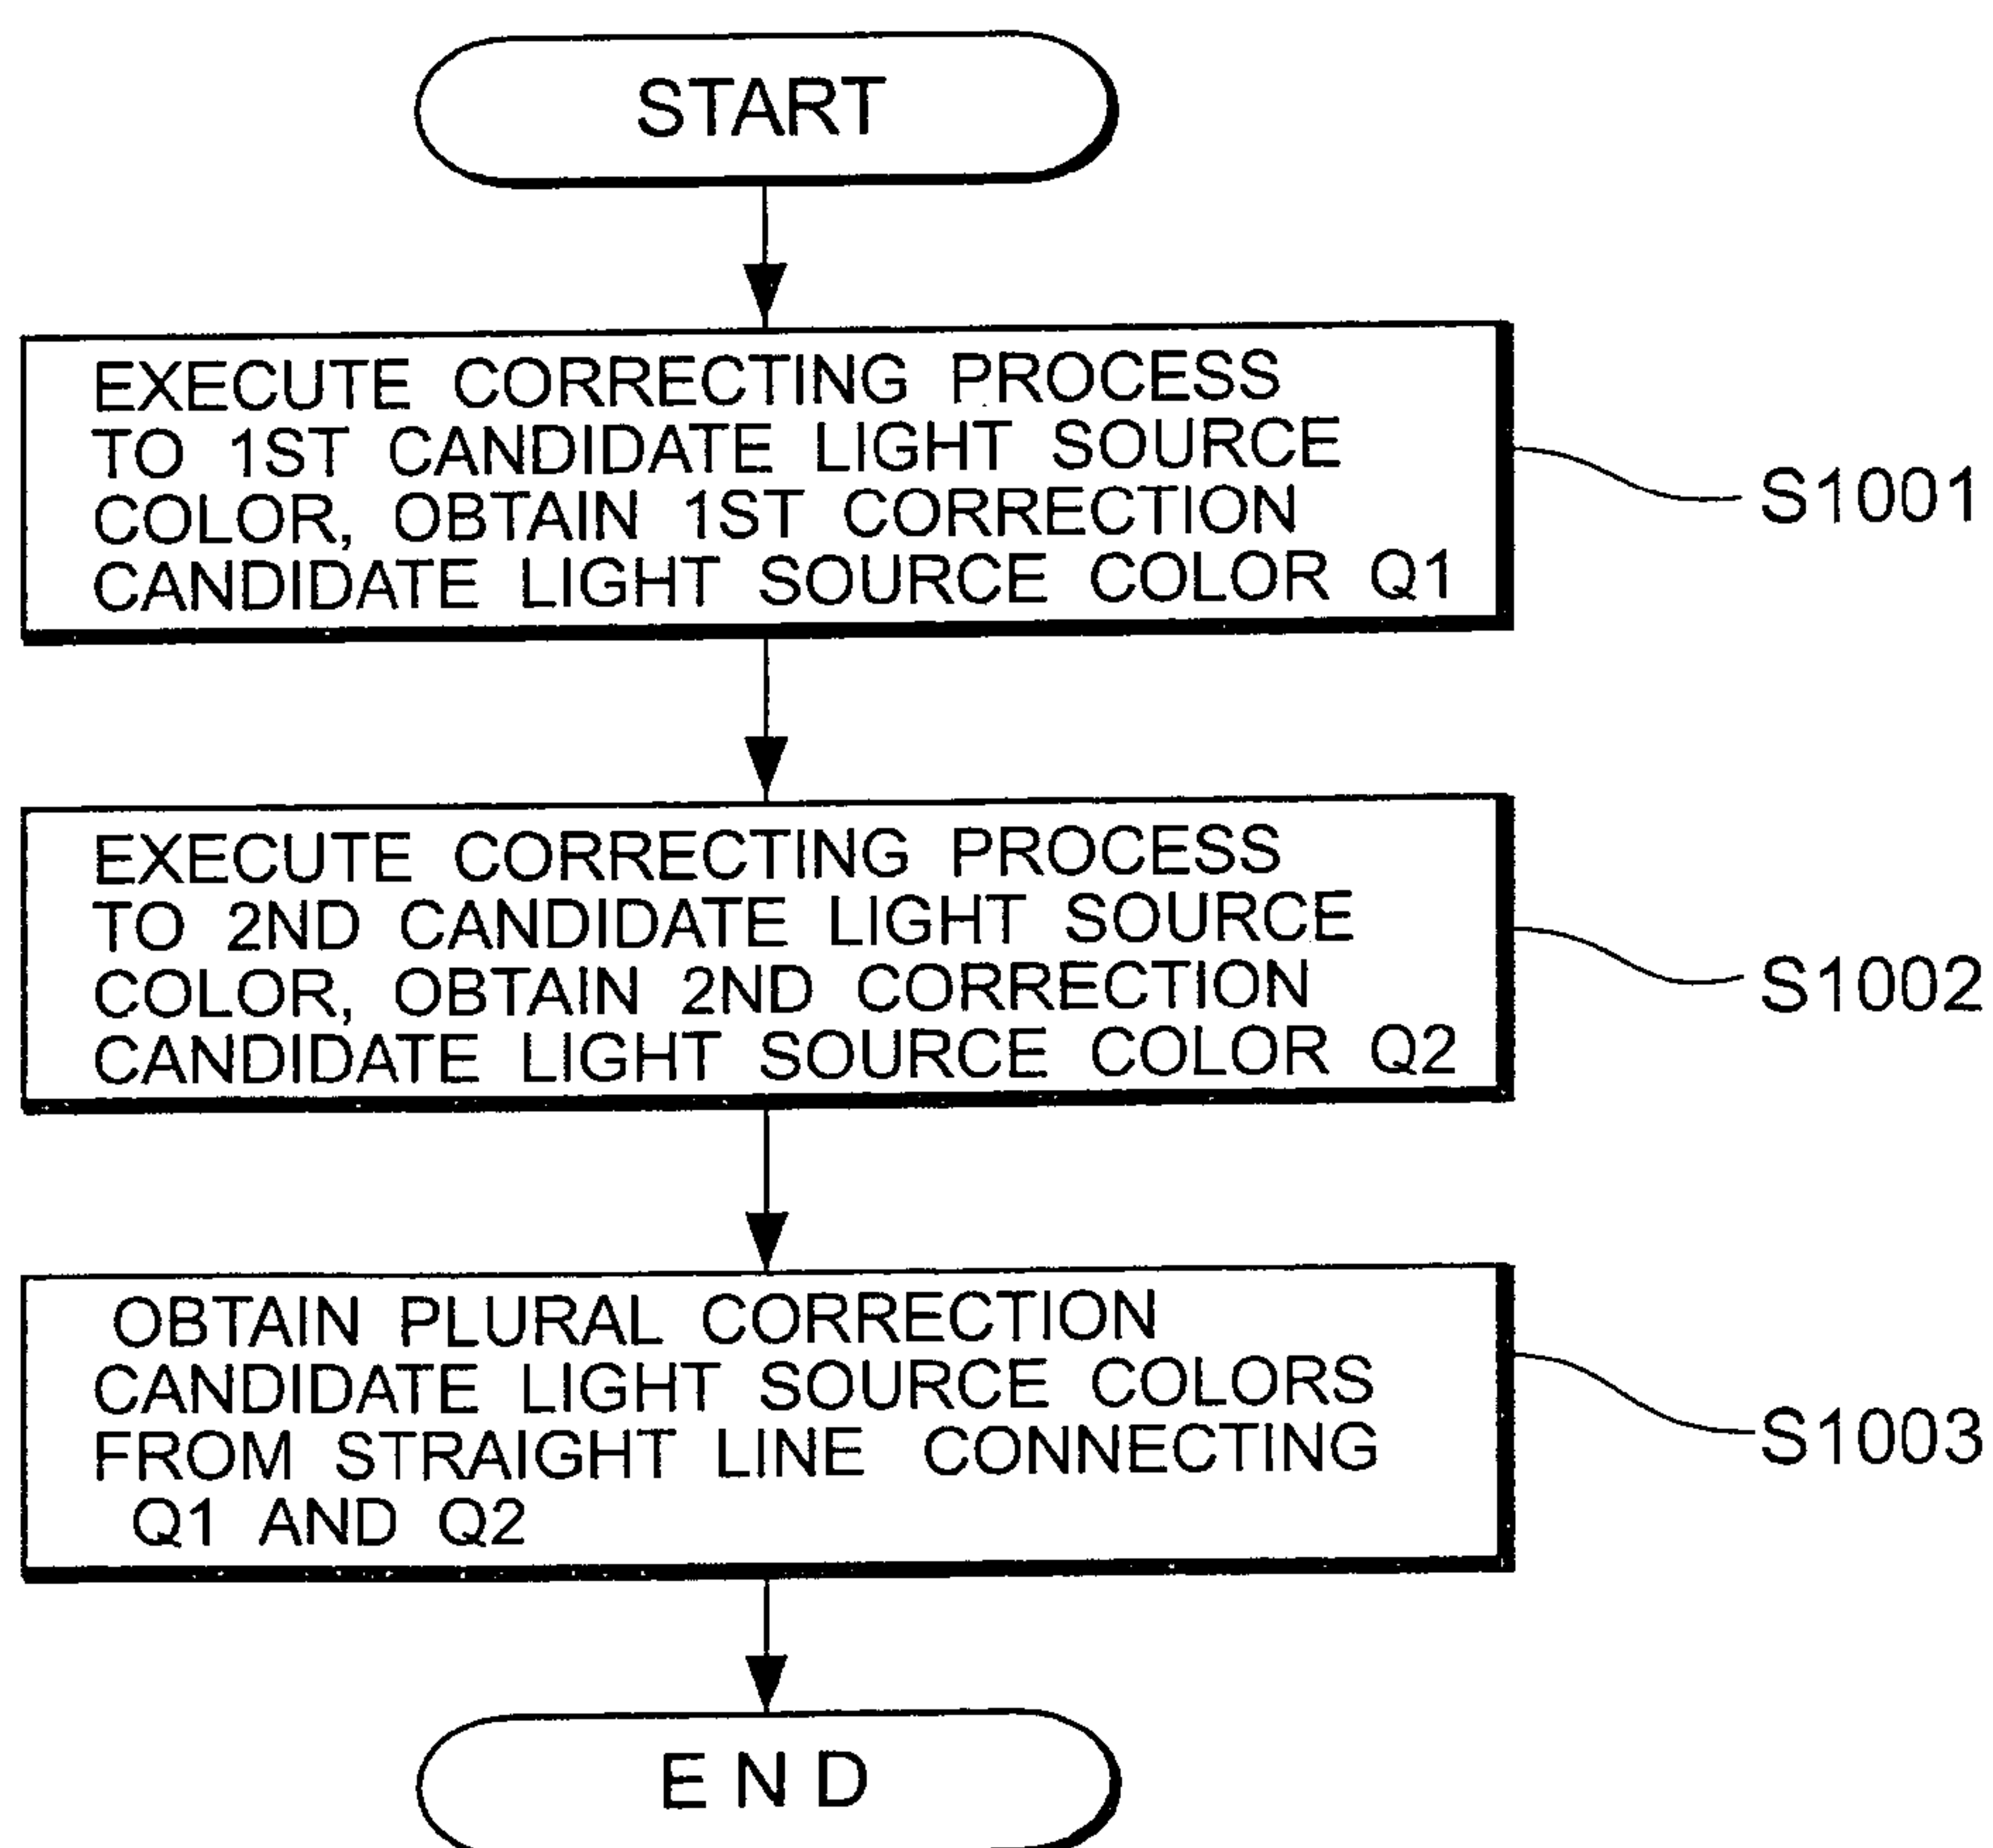 START
EXECUTE CORRECTING PROCESS
TO 1ST CANDIDATE LIGHT SOURCE
COLOR, OBTAIN 1ST CORRECTION
CANDIDATE LIGHT SOURCE COLOR Q1
S1001
EXECUTE CORRECTING PROCESS
TO 2ND CANDIDATE LIGHT SOURCE
COLOR, OBTAIN 2ND CORRECTION
CANDIDATE LIGHT SOURCE COLOR Q2
S1002
OBTAIN PLURAL CORRECTION
CANDIDATE LIGHT SOURCE COLORS
FROM STRAIGHT LINE CONNECTING
Q1 AND Q2
S1003
END